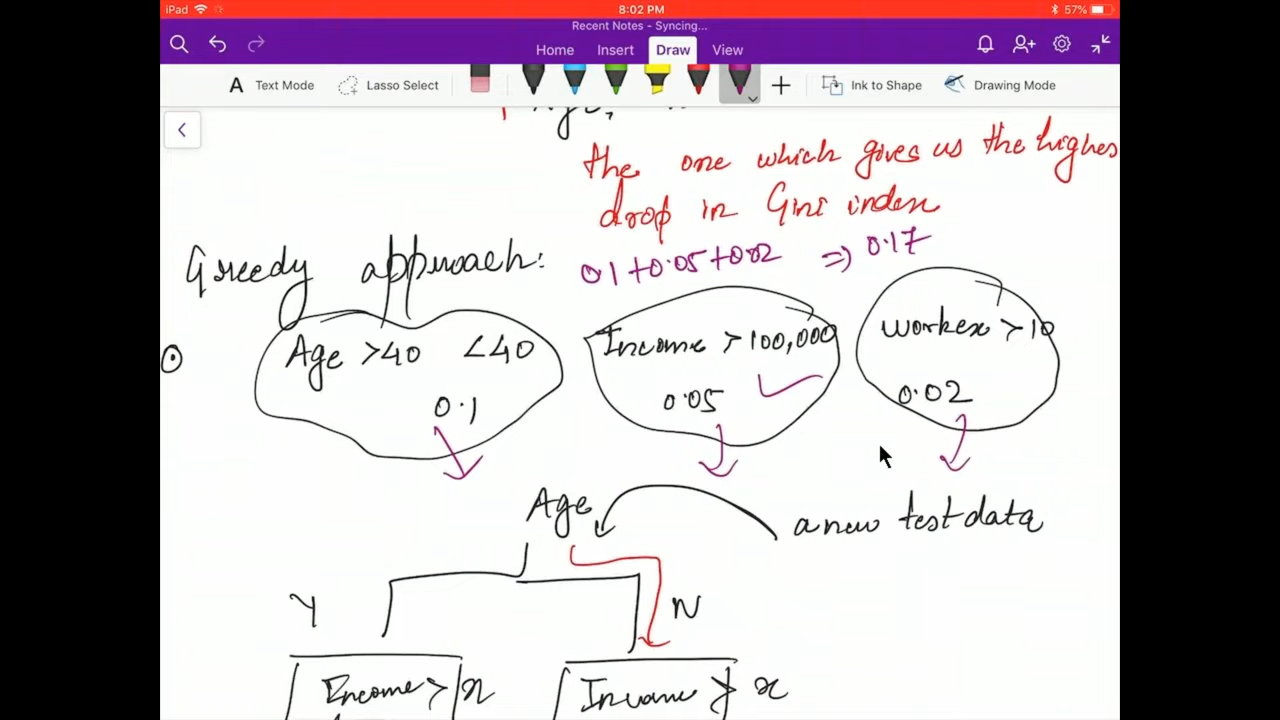 iPad 8:02 PM 57%
Recent Notes - Syncing...
Home Insert Draw View
A Text Mode Lasso Select Ink to Shape Drawing Mode
the one which gives us the highes
drop in Gini index
Greedy approach: 0.1+0.05+0.02 => 0.17
Age >40 <40 Income > 100,000 workex > 10
0.1 0.05 0.02
Age a new test data
Y N
Income > x Income > x